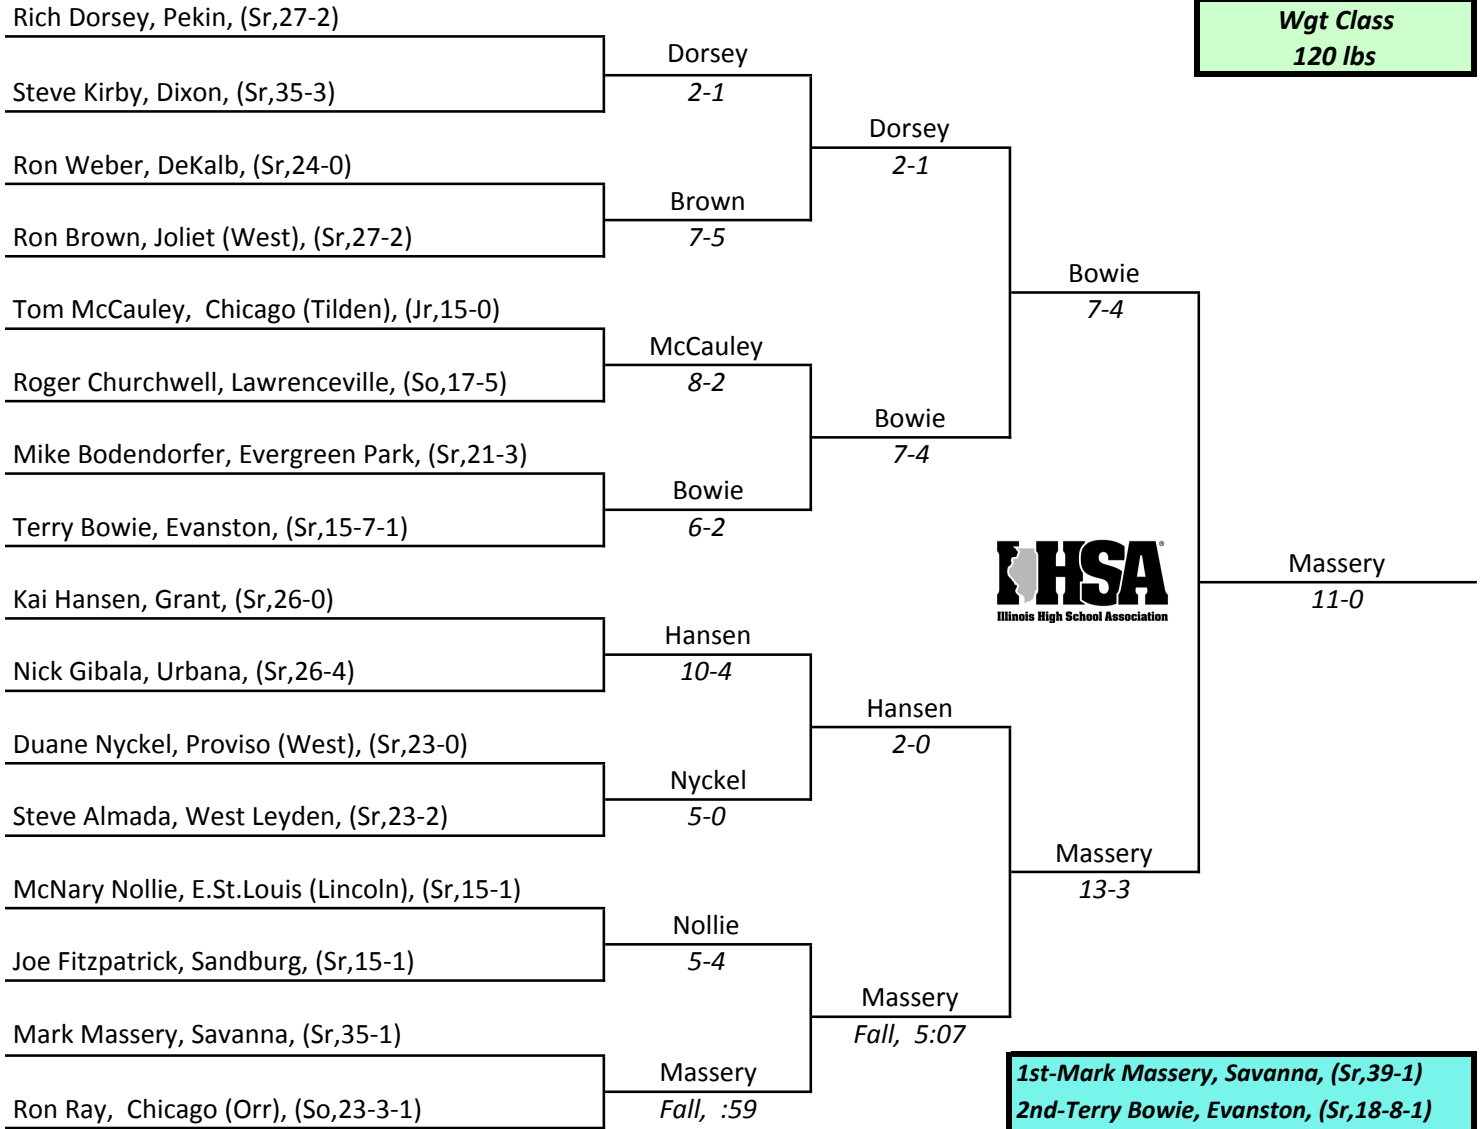 Rich Dorsey, Pekin, (Sr,27-2)
Wgt Class
120 lbs
Dorsey
2-1
Steve Kirby, Dixon, (Sr,35-3)
Dorsey
2-1
Ron Weber, DeKalb, (Sr,24-0)
Brown
7-5
Ron Brown, Joliet (West), (Sr,27-2)
Bowie
7-4
Tom McCauley,  Chicago (Tilden), (Jr,15-0)
McCauley
8-2
Roger Churchwell, Lawrenceville, (So,17-5)
Bowie
7-4
Mike Bodendorfer, Evergreen Park, (Sr,21-3)
Bowie
6-2
Terry Bowie, Evanston, (Sr,15-7-1)
IHSA®
Illinois High School Association
Massery
11-0
Kai Hansen, Grant, (Sr,26-0)
Hansen
10-4
Nick Gibala, Urbana, (Sr,26-4)
Hansen
2-0
Duane Nyckel, Proviso (West), (Sr,23-0)
Nyckel
5-0
Steve Almada, West Leyden, (Sr,23-2)
Massery
13-3
McNary Nollie, E.St.Louis (Lincoln), (Sr,15-1)
Nollie
5-4
Joe Fitzpatrick, Sandburg, (Sr,15-1)
Massery
Fall,  5:07
Mark Massery, Savanna, (Sr,35-1)
Massery
Fall,  :59
Ron Ray,  Chicago (Orr), (So,23-3-1)
1st-Mark Massery, Savanna, (Sr,39-1)
2nd-Terry Bowie, Evanston, (Sr,18-8-1)